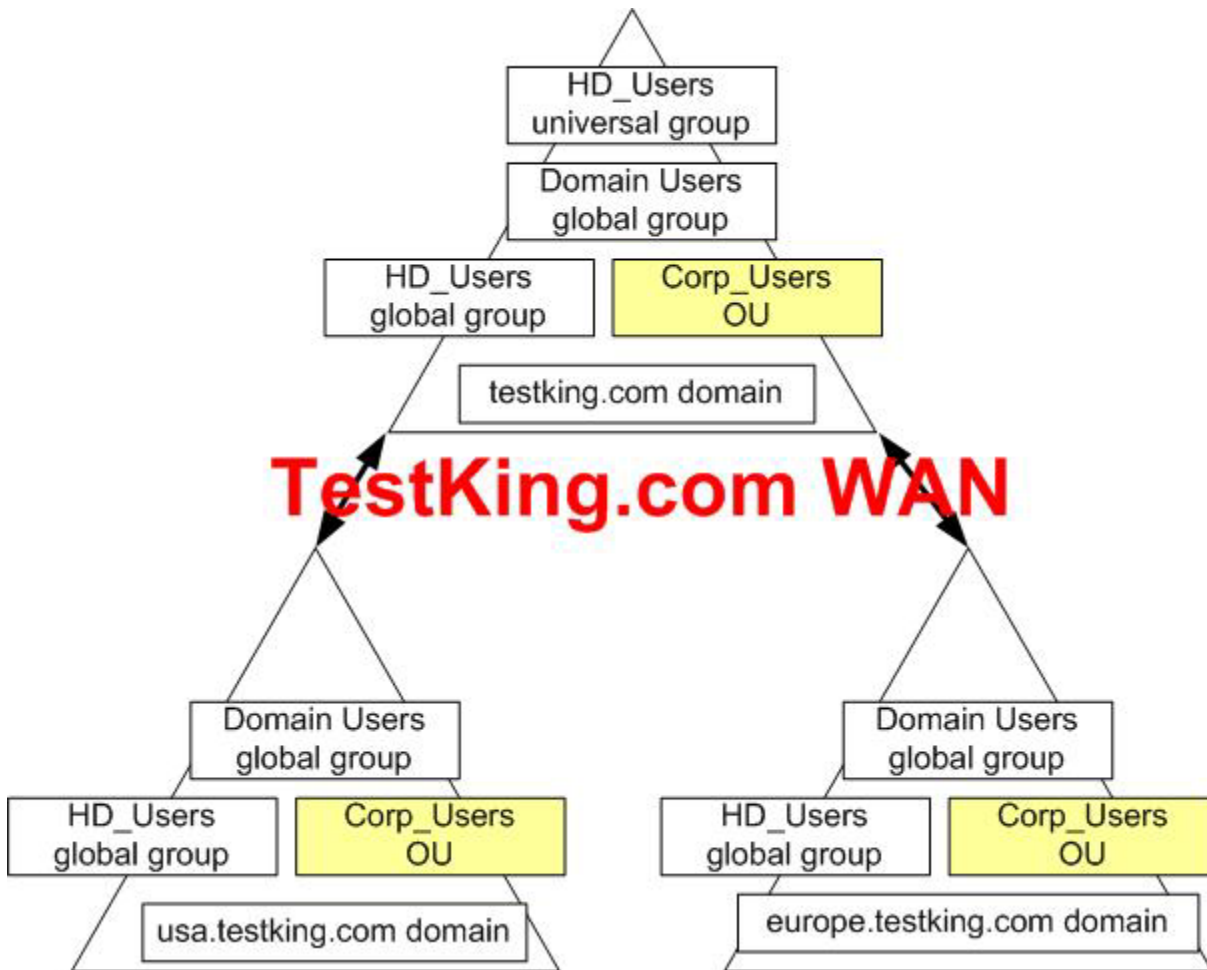 HD_Users
universal group
Domain Users
global group
HD_Users
global group
Corp_Users
OU
testking.com domain
TestKing.com WAN
Domain Users
global group
HD_Users
global group
Corp_Users
OU
usa.testking.com domain
Domain Users
global group
HD_Users
global group
Corp_Users
OU
europe.testking.com domain